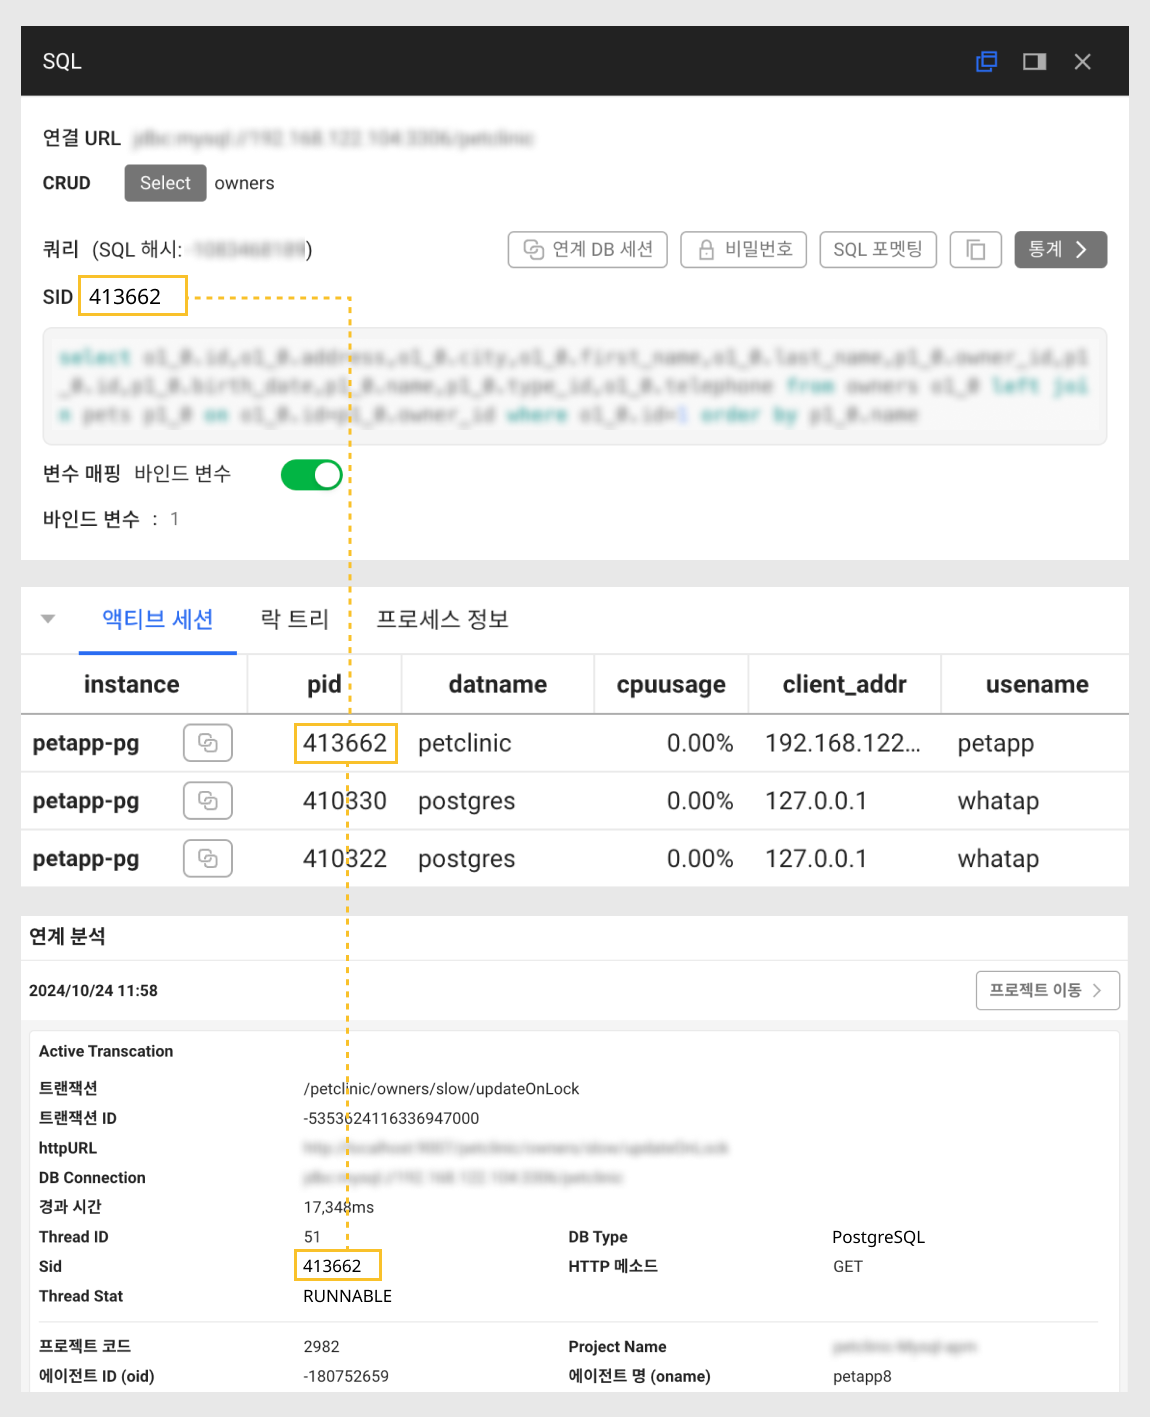 SQL
연결 URL
CRUD Select owners
쿼리 (SQL 해시: ) 연계 DB 세션 비밀번호 SQL 포멧팅 통계
SID 413662
변수 매핑 바인드 변수
바인드 변수 : 1
액티브 세션 락 트리 프로세스 정보
instance pid datname cpuusage client_addr usename
petapp-pg 413662 petclinic 0.00% 192.168.122... petapp
petapp-pg 410330 postgres 0.00% 127.0.0.1 whatap
petapp-pg 410322 postgres 0.00% 127.0.0.1 whatap
연계 분석
2024/10/24 11:58 프로젝트 이동
Active Transcation
트랜잭션 /petclinic/owners/slow/updateOnLock
트랜잭션 ID -5353624116336947000
httpURL
DB Connection
경과 시간 17,348ms
Thread ID 51 DB Type PostgreSQL
Sid 413662 HTTP 메소드 GET
Thread Stat RUNNABLE
프로젝트 코드 2982 Project Name
에이전트 ID (oid) -180752659 에이전트 명 (oname) petapp8